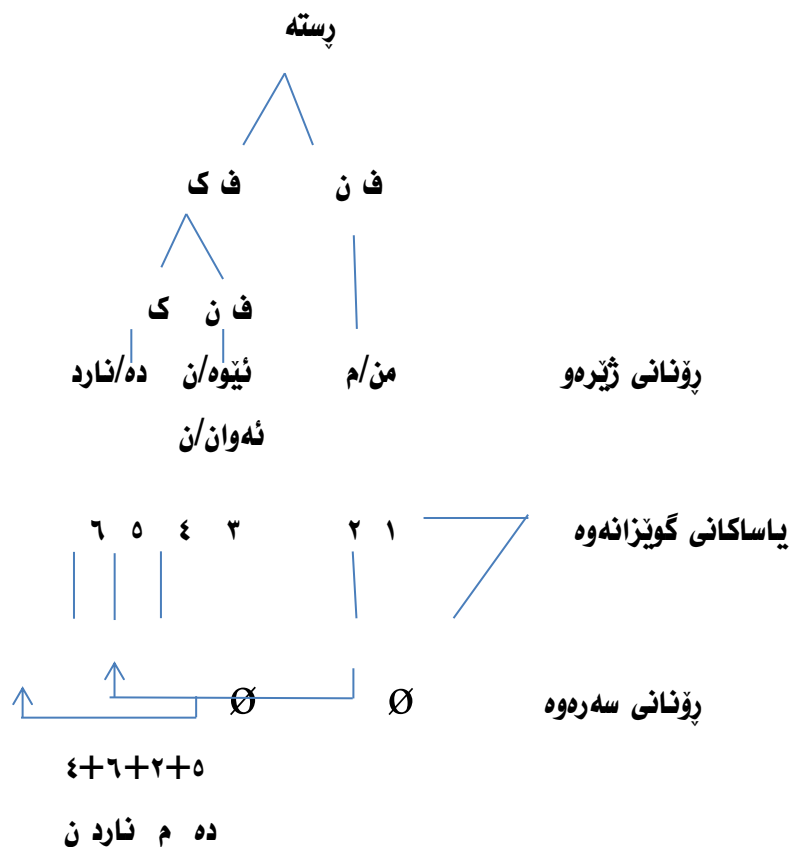 ڕستە
ف ن ف ک
ف ن ک
ڕۆنانی ژێرەو من/م ئێوە/ن دە/نارد
ئەوان/ن
یاساکانی گوێزانەوە ١ ٢ ٣ ٤ ٥ ٦
ڕۆنانی سەرەوە Ø Ø
٥+٢+٦+٤
دە م نارد ن